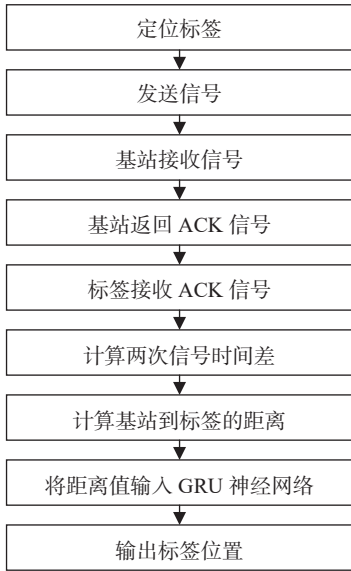 定位标签
发送信号
基站接收信号
基站返回 ACK 信号
标签接收 ACK 信号
计算两次信号时间差
计算基站到标签的距离
将距离值输入 GRU 神经网络
输出标签位置